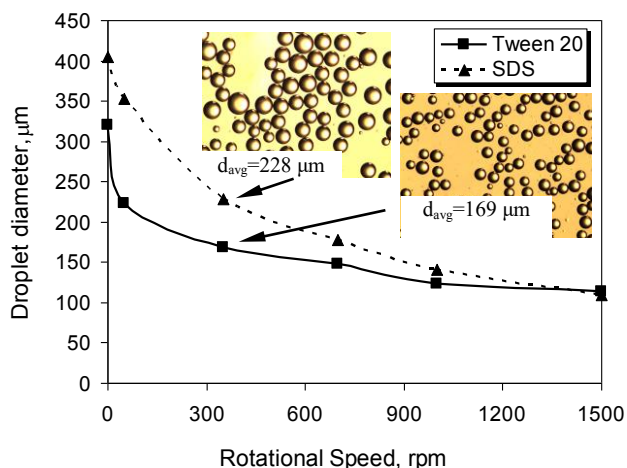 450
400
350
300
250
200
150
100
50
0
Droplet diameter, μm
Tween 20
SDS
d_avg=228 μm
d_avg=169 μm
0 300 600 900 1200 1500
Rotational Speed, rpm